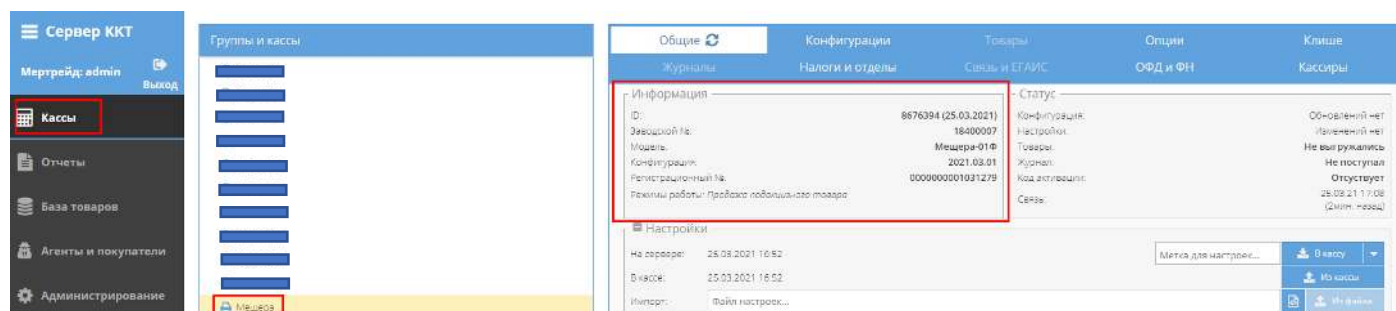 Сервер ККТ
Мертрейд: admin
Выход
Кассы
Отчеты
База товаров
Агенты и покупатели
Администрирование
Группы и кассы
Мещера
Общие
Конфигурации
Товары
Опции
Клише
Журналы
Налоги и отделы
Связь и ЕГАИС
ОФД и ФН
Кассиры
Информация
ID: 8676394 (25.03.2021)
Заводской №: 18400007
Модель: Мещера-01Ф
Конфигурация: 2021.03.01
Регистрационный №: 0000000001031279
Режимы работы: Продажа подакцизного товара
Статус
Конфигурация: Обновлений нет
Настройки: Изменений нет
Товары: Не выгружались
Журнал: Не поступал
Код активации: Отсутствует
Связь: 25.03.21 17:08
(2мин. назад)
Настройки
На сервере: 25.03.2021 16:52
Метка для настроек...
В кассу
В кассе: 25.03.2021 16:52
Из кассы
Импорт: Файл настроек...
Из файла